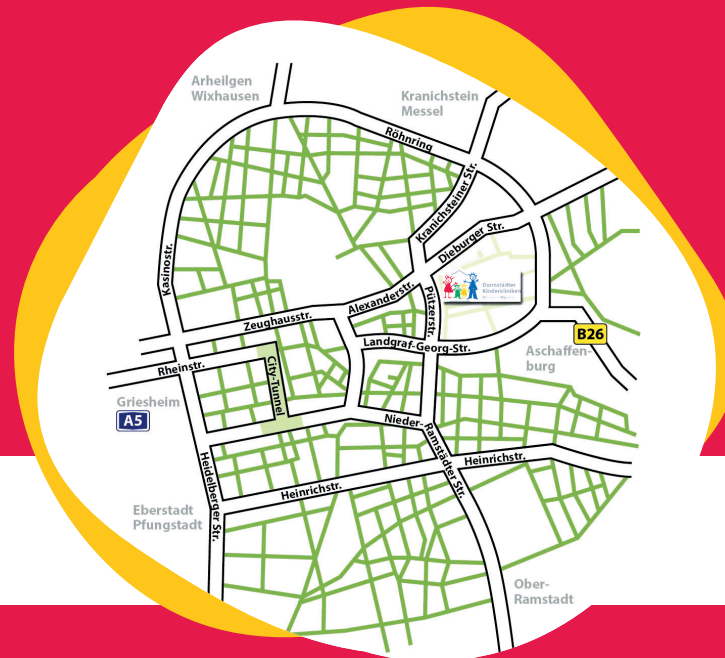 Arheilgen
Wixhausen
Kranichstein
Messel
Röhnring
Kranichsteiner Str.
Dieburger Str.
Kasinostr.
Darmstädter
Kinderkliniken
Alexanderstr.
Pützerstr.
Zeughausstr.
Landgraf-Georg-Str.
B26
Aschaffen-
burg
Rheinstr.
City-Tunnel
Griesheim
A5
Nieder-
Ramstädter Str.
Heinrichstr.
Heidelberger Str.
Heinrichstr.
Eberstadt
Pfungstadt
Ober-
Ramstadt